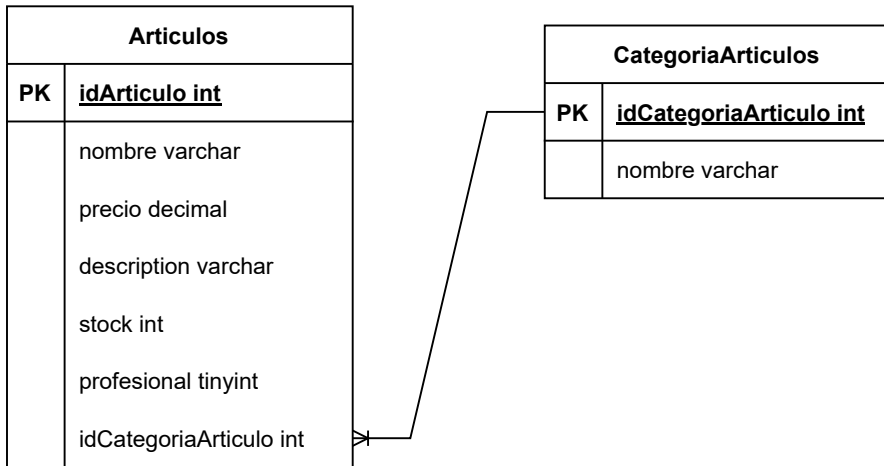 Articulos
PK idArticulo int
nombre varchar
precio decimal
description varchar
stock int
profesional tinyint
idCategoriaArticulo int
CategoriaArticulos
PK idCategoriaArticulo int
nombre varchar